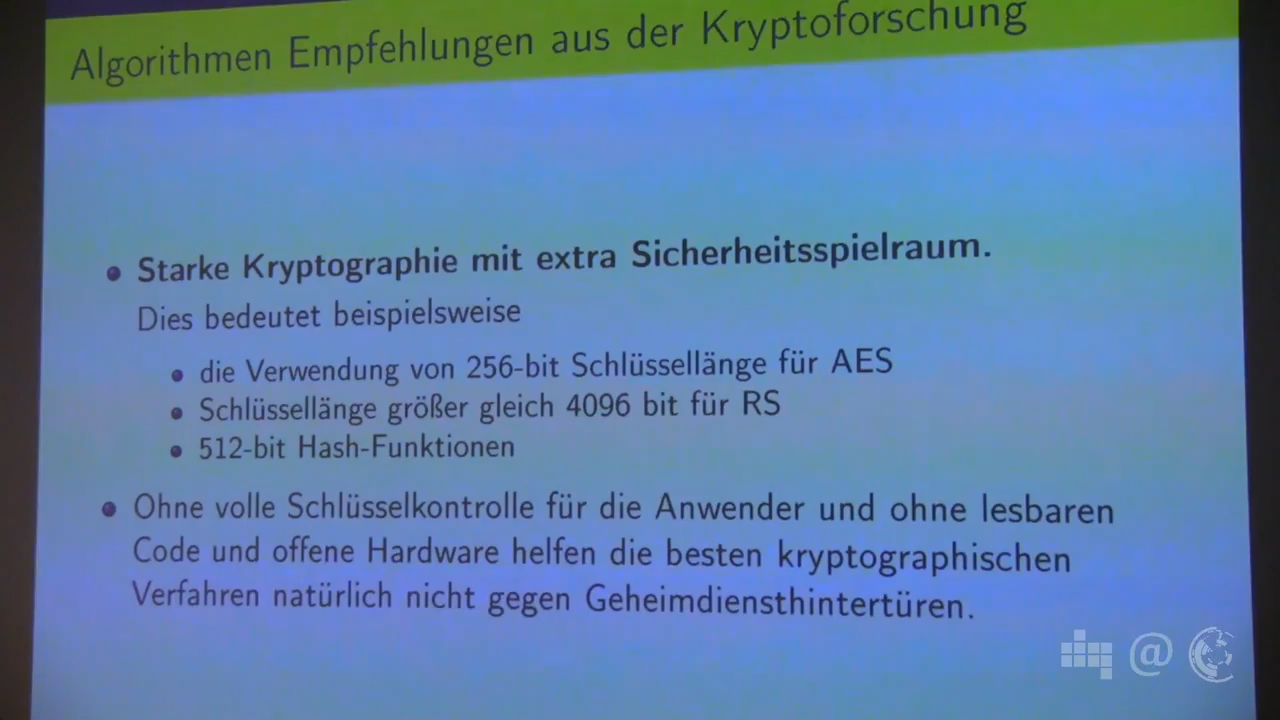 Algorithmen Empfehlungen aus der Kryptoforschung
Starke Kryptographie mit extra Sicherheitsspielraum.
Dies bedeutet beispielsweise
die Verwendung von 256-bit Schlüssellänge für AES
Schlüssellänge größer gleich 4096 bit für RS
512-bit Hash-Funktionen
Ohne volle Schlüsselkontrolle für die Anwender und ohne lesbaren
Code und offene Hardware helfen die besten kryptographischen
Verfahren natürlich nicht gegen Geheimdiensthintertüren.
@